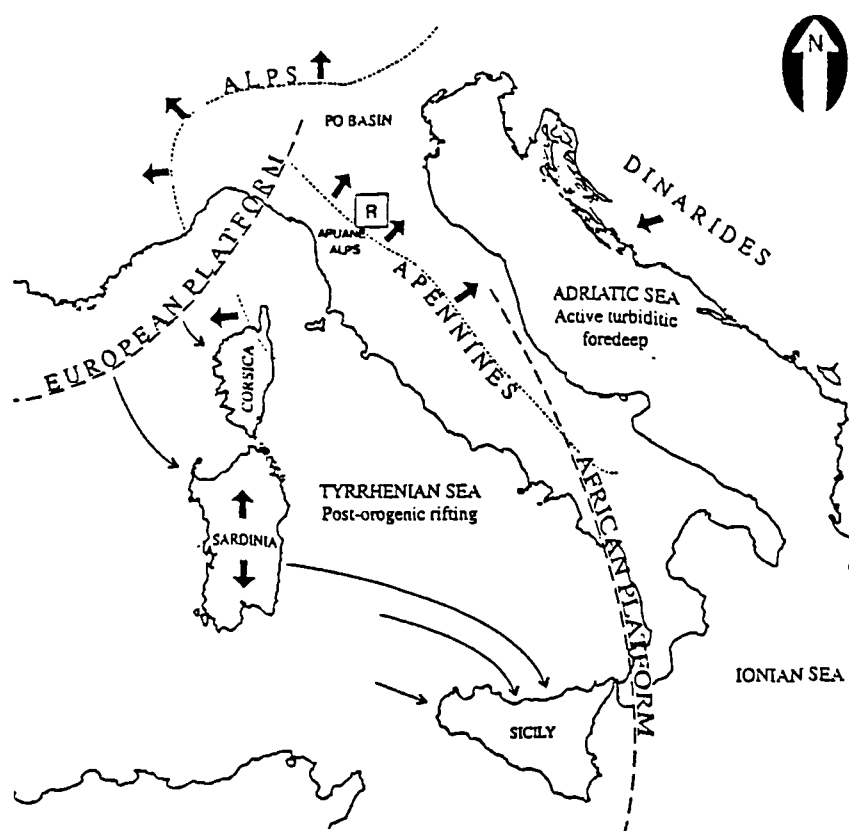 N
ALPS
PO BASIN
DINARIDES
EUROPEAN PLATFORM
R
APUANE
ALPS
APENNINES
ADRIATIC SEA
Active turbiditic
foredeep
CORSICA
TYRRHENIAN SEA
Post-orogenic rifting
SARDINIA
AFRICAN PLATFORM
IONIAN SEA
SICILY